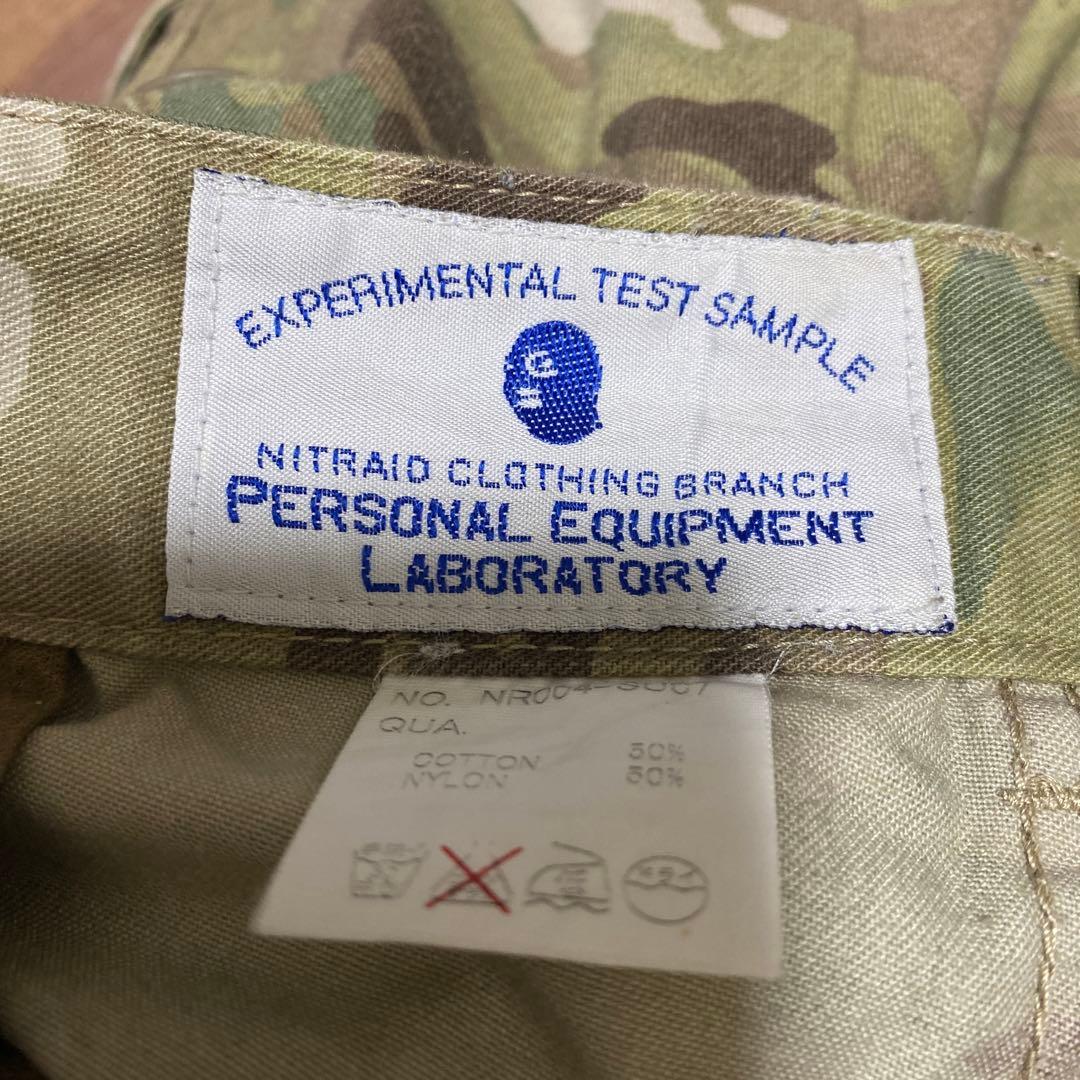 EXPERIMENTAL TEST SAMPLE
NITRAID CLOTHING BRANCH
PERSONAL EQUIPMENT
LABORATORY
NO.
QUA.
COTTON 50%
NYLON 50%